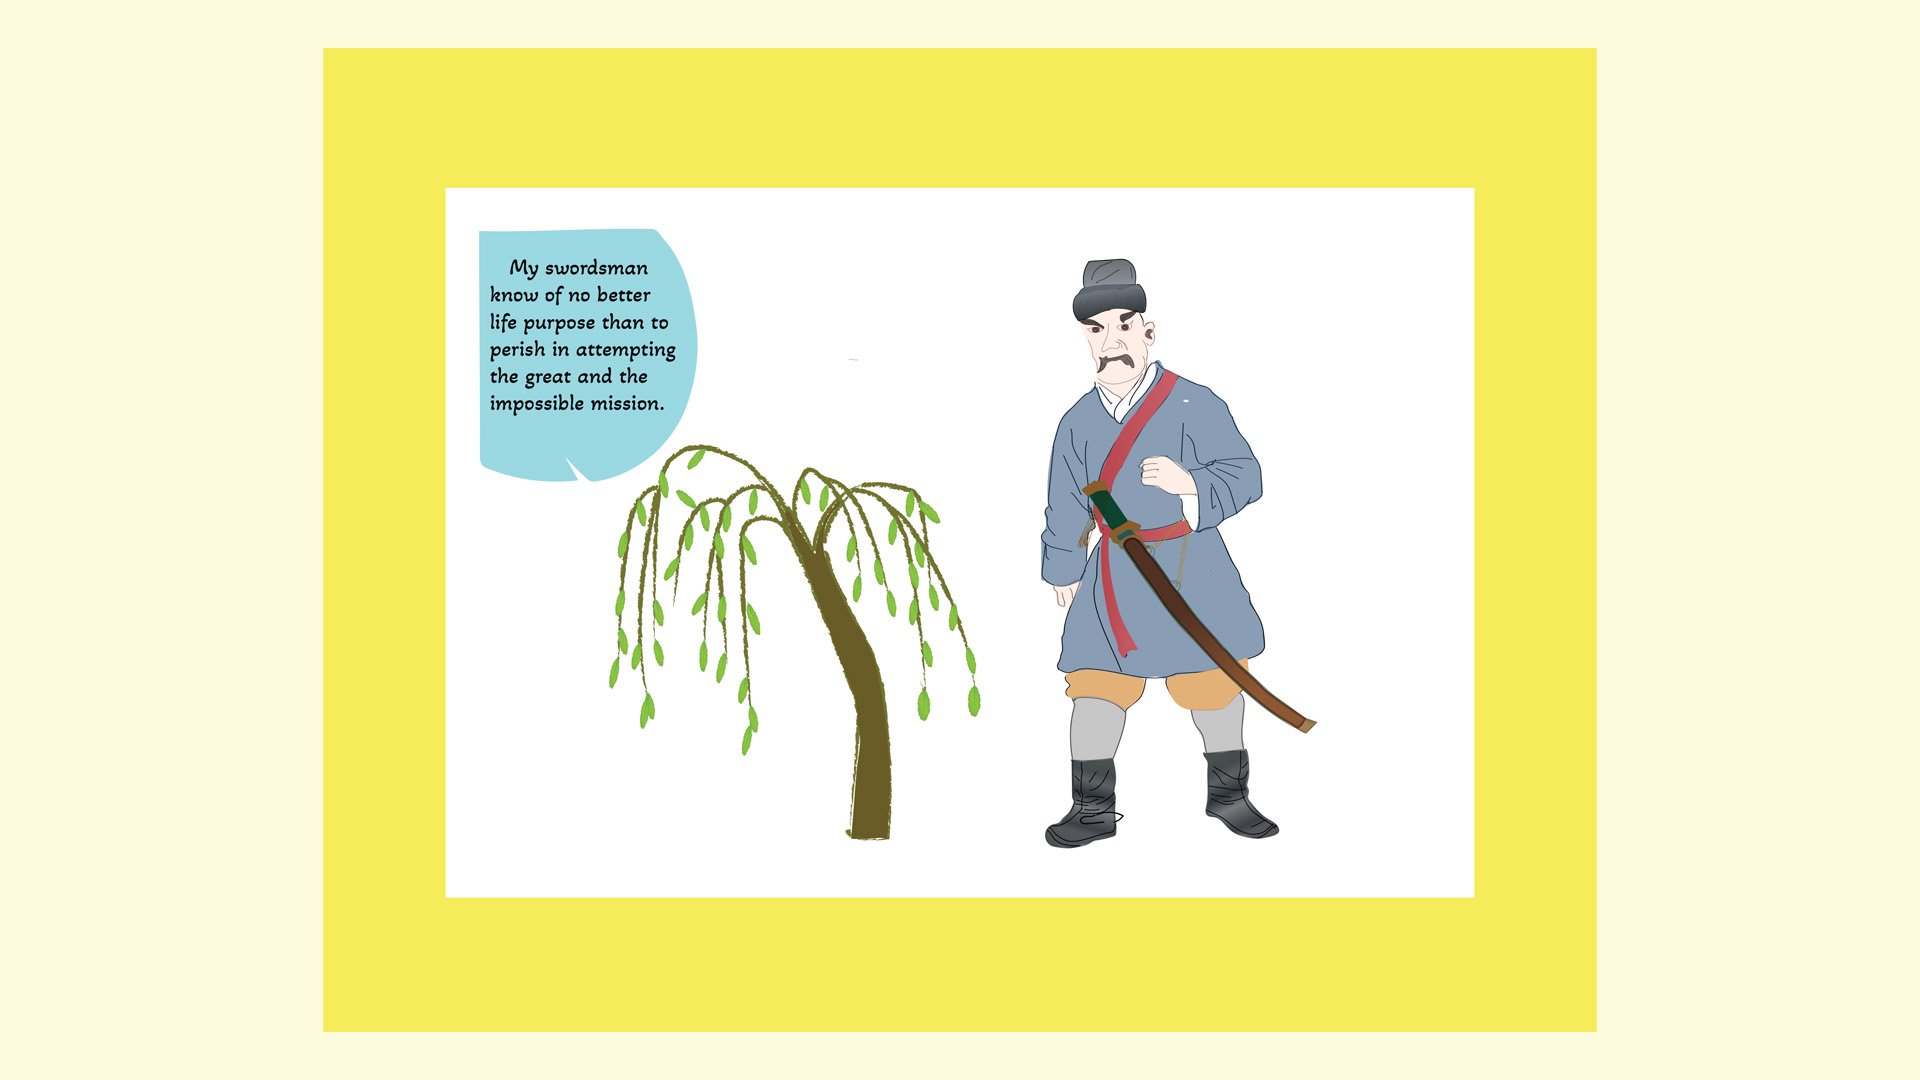 My swordsman
know of no better
life purpose than to
perish in attempting
the great and the
impossible mission.